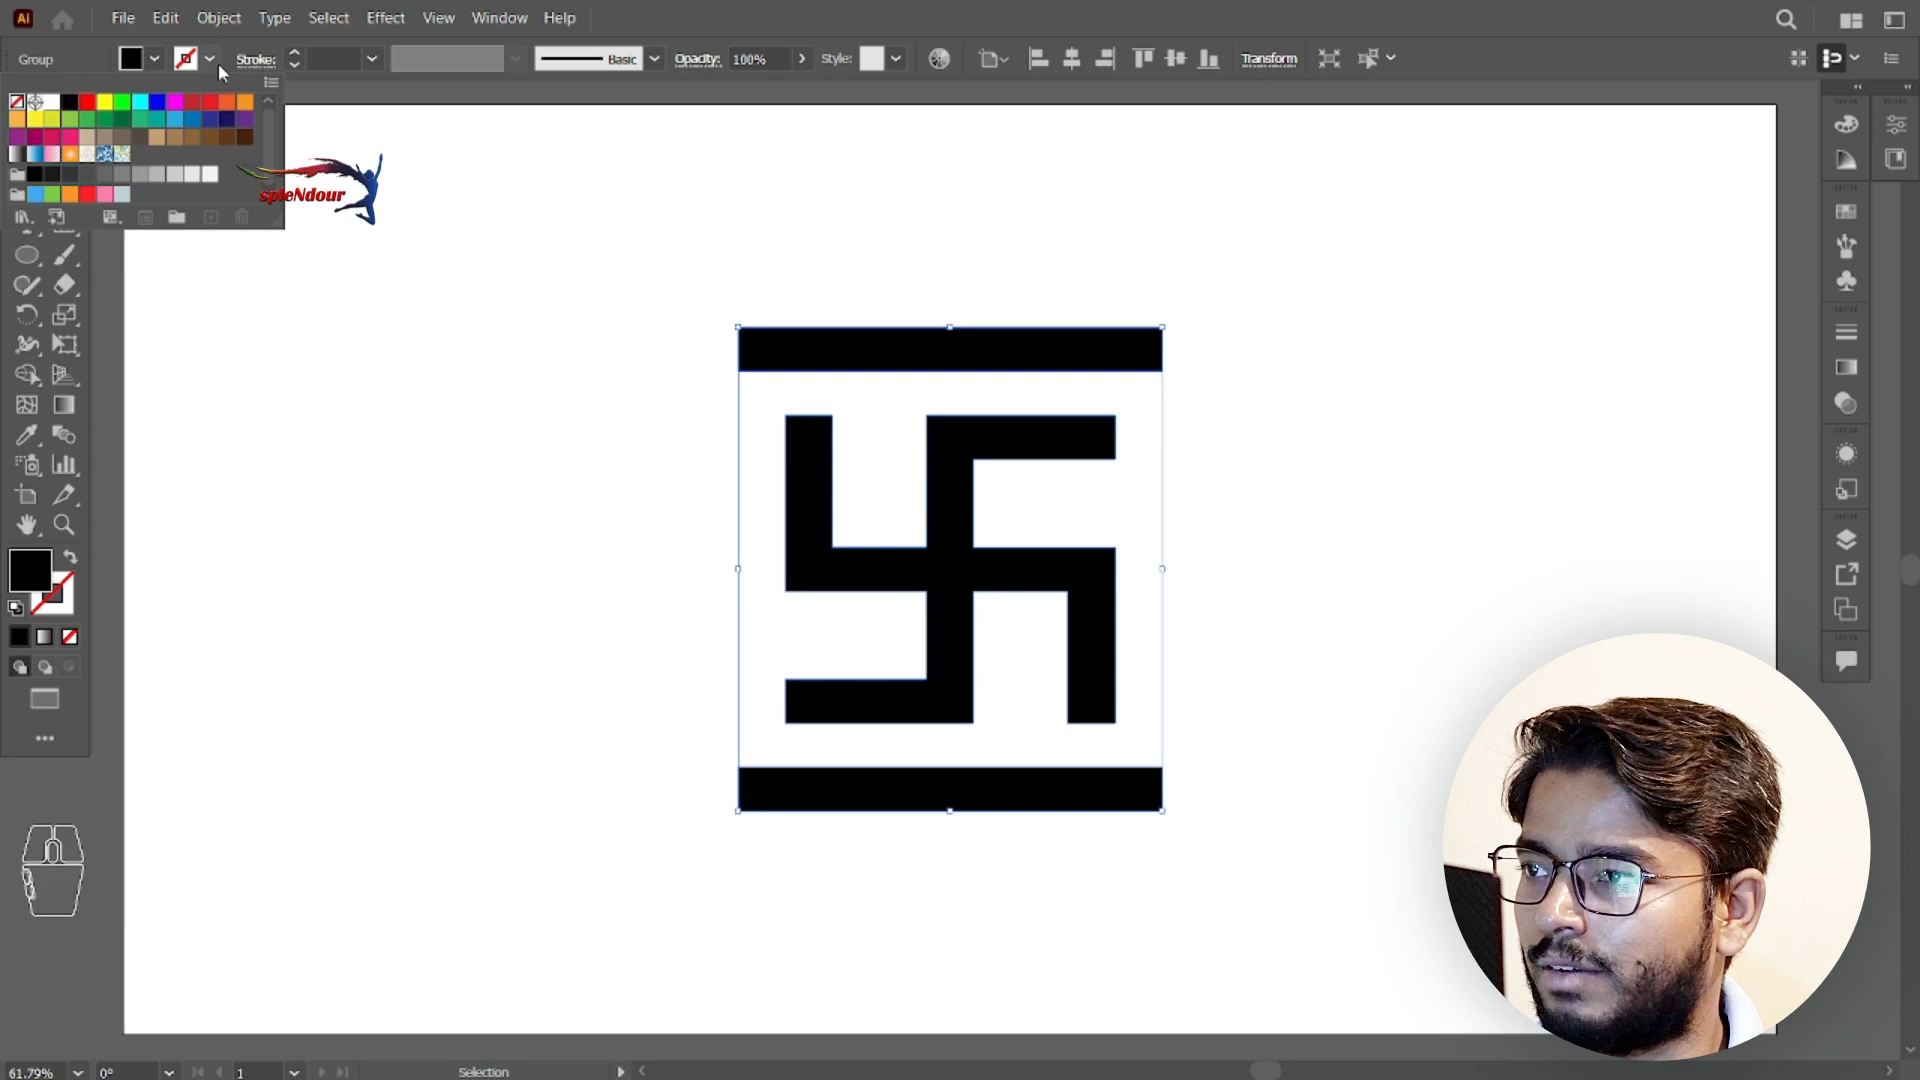 Ai File Edit Object Type Select Effect View Window Help
Group Stroke: Basic Opacity: 100% Style: Transform
spleNdour
61.79% 0° 1 Selection